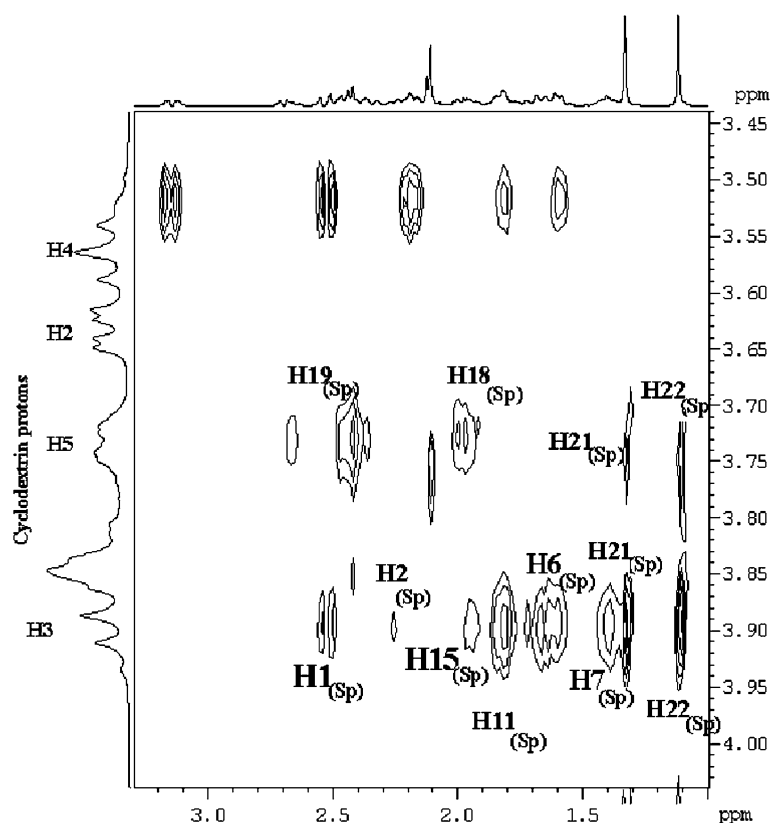 ppm
3.45
3.50
H4
3.55
3.60
H2
3.65
H19(Sp)
H18(Sp)
H22(Sp
3.70
H5
H21(Sp)
3.75
Cyclodextrin protons
3.80
H2(Sp)
H6(Sp)
H21(Sp)
3.85
H3
3.90
H1(Sp)
H15(Sp)
H7(Sp)
3.95
H11(Sp)
H22(Sp)
4.00
3.0
2.5
2.0
1.5
ppm